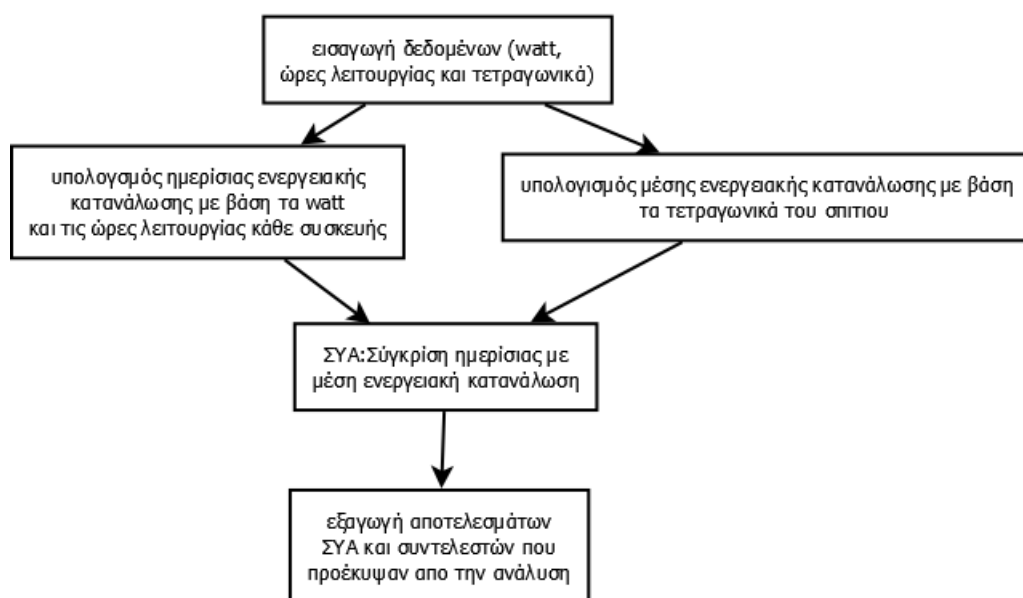 εισαγωγή δεδομένων (watt,
ώρες λειτουργίας και τετραγωνικά)
υπολογσμός ημερίσιας ενεργειακής
κατανάλωσης με βάση τα watt
και τις ώρες λειτουργίας κάθε συσκευής
υπολογισμός μέσης ενεργειακής κατανάλωσης με βάση
τα τετραγωνικά του σπιτιου
ΣΥΑ:Σύγκρίση ημερίσιας με
μέση ενεργειακή κατανάλωση
εξαγωγή αποτελεσμάτων
ΣΥΑ και συντελεστών που
προέκυψαν απο την ανάλυση